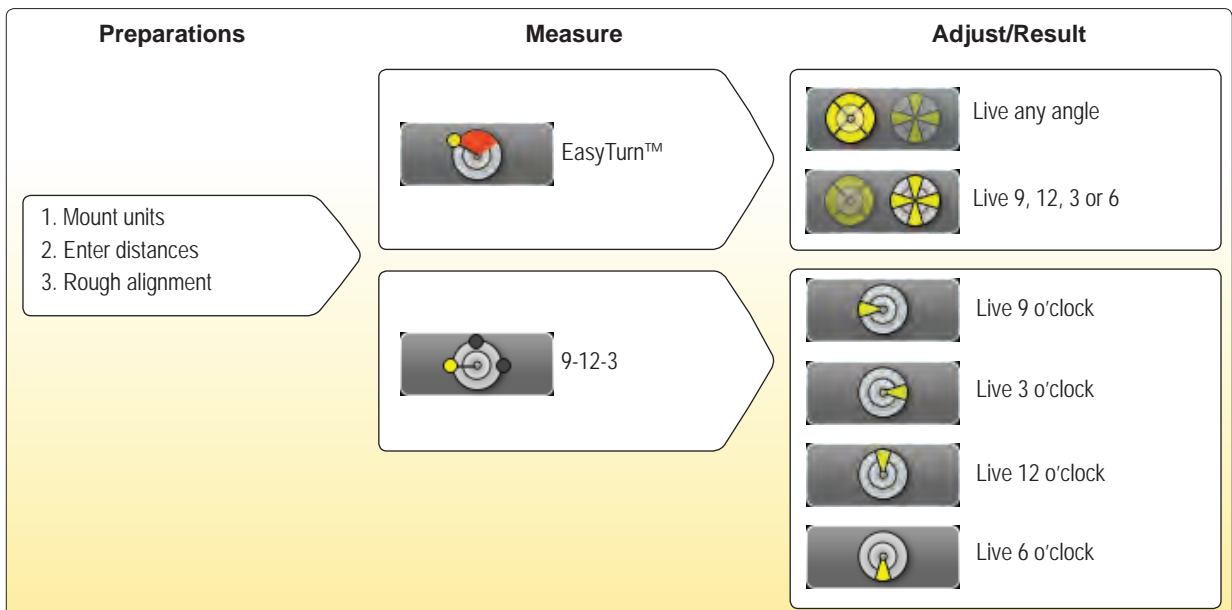 Preparations
Measure
Adjust/Result
1. Mount units
2. Enter distances
3. Rough alignment
EasyTurn™
9-12-3
Live any angle
Live 9, 12, 3 or 6
Live 9 o’clock
Live 3 o’clock
Live 12 o’clock
Live 6 o’clock